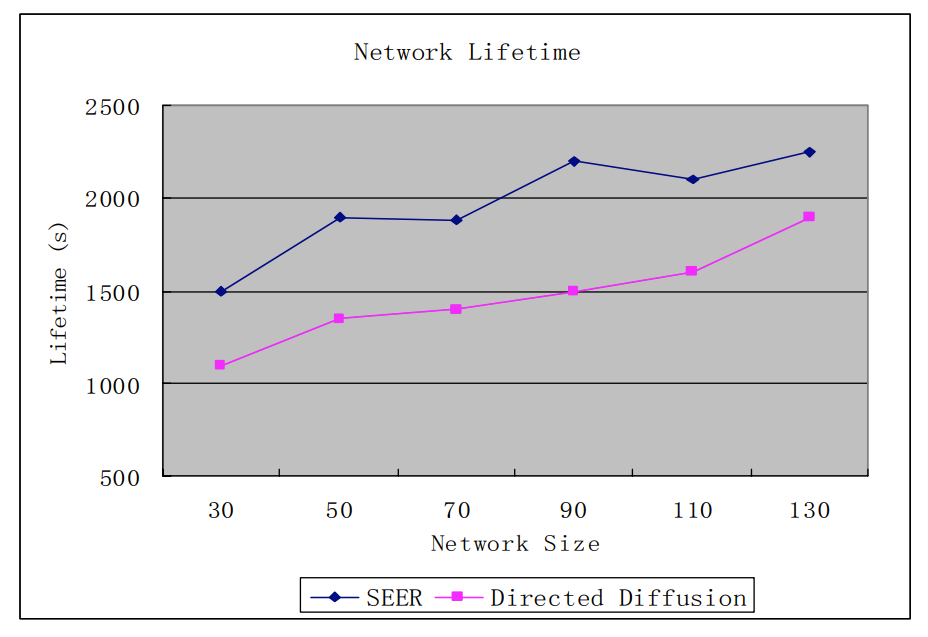 Network Lifetime
2500
2000
1500
1000
500
Lifetime (s)
30 50 70 90 110 130
Network Size
SEER Directed Diffusion